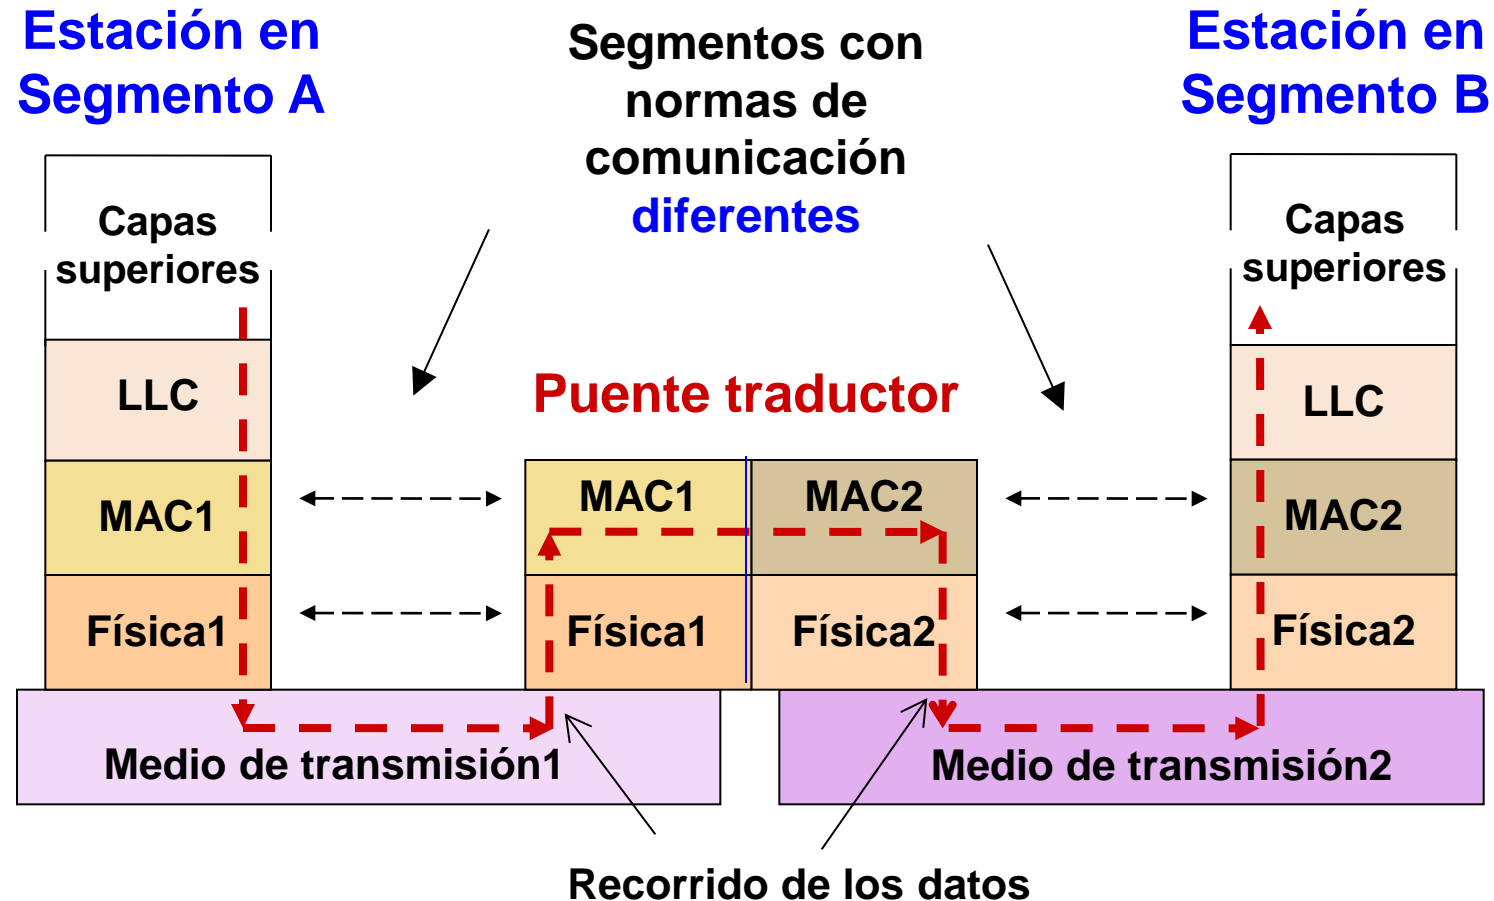 Estación en
Segmento A
Segmentos con
normas de
comunicación
diferentes
Estación en
Segmento B
Capas
superiores
LLC
MAC1
Física1
Puente traductor
MAC1
MAC2
Física1
Física2
Capas
superiores
LLC
MAC2
Física2
Medio de transmisión1
Medio de transmisión2
Recorrido de los datos